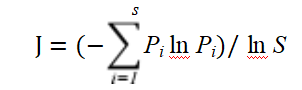 J = (−∑_{i=1}^{s} P_i ln P_i)/ ln S